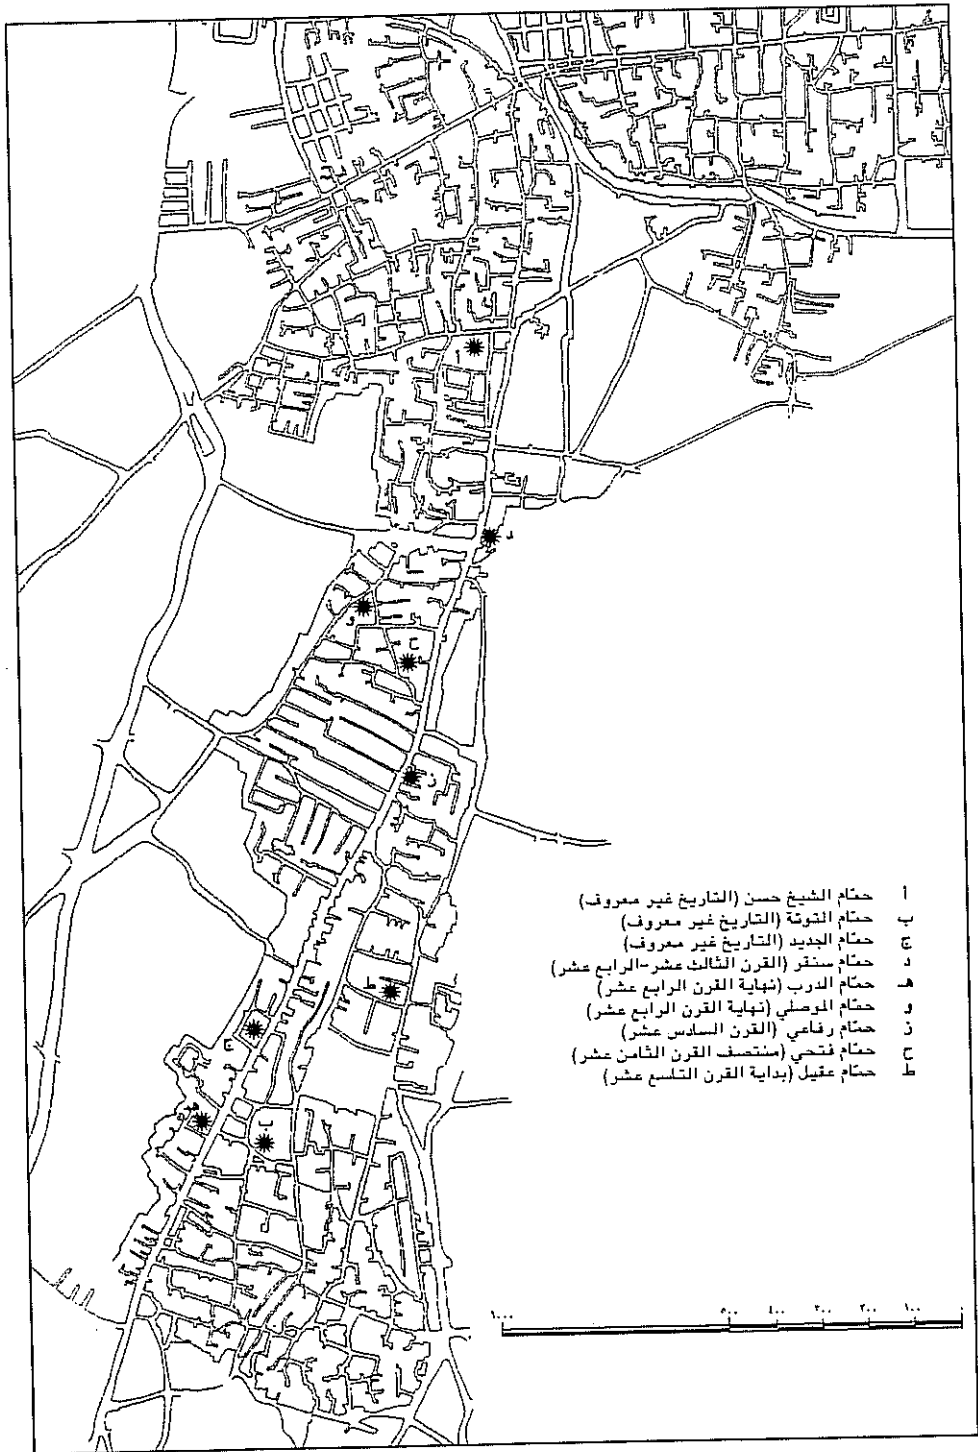 أ
د
و
ح
ز
ط
ج
هـ
ب
أ حمّام الشيخ حسن (التاريخ غير معروف)
ب حمّام التوتة (التاريخ غير معروف)
ج حمّام الجديد (التاريخ غير معروف)
د حمّام سنقر (القرن الثالث عشر-الرابع عشر)
هـ حمّام الدرب (نهاية القرن الرابع عشر)
و حمّام الموصلي (نهاية القرن الرابع عشر)
ز حمّام رفاعي (القرن السادس عشر)
ح حمّام فتحي (منتصف القرن الثامن عشر)
ط حمّام عقيل (بداية القرن التاسع عشر)
١٠٠٠ ٥٠٠ ٤٠٠ ٣٠٠ ٢٠٠ ١٠٠ ٠